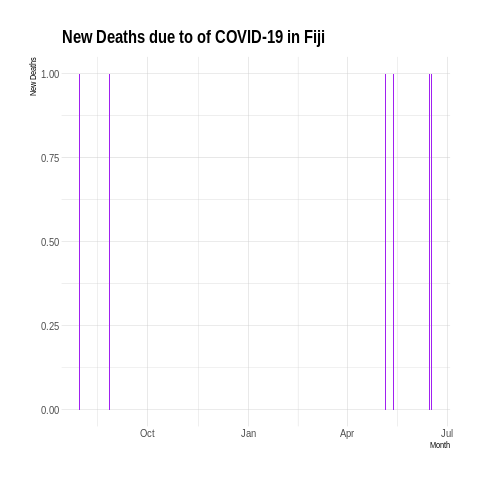 New Deaths due to of COVID-19 in Fiji
New Deaths
1.00
0.75
0.50
0.25
0.00
Oct Jan Apr Jul
Month